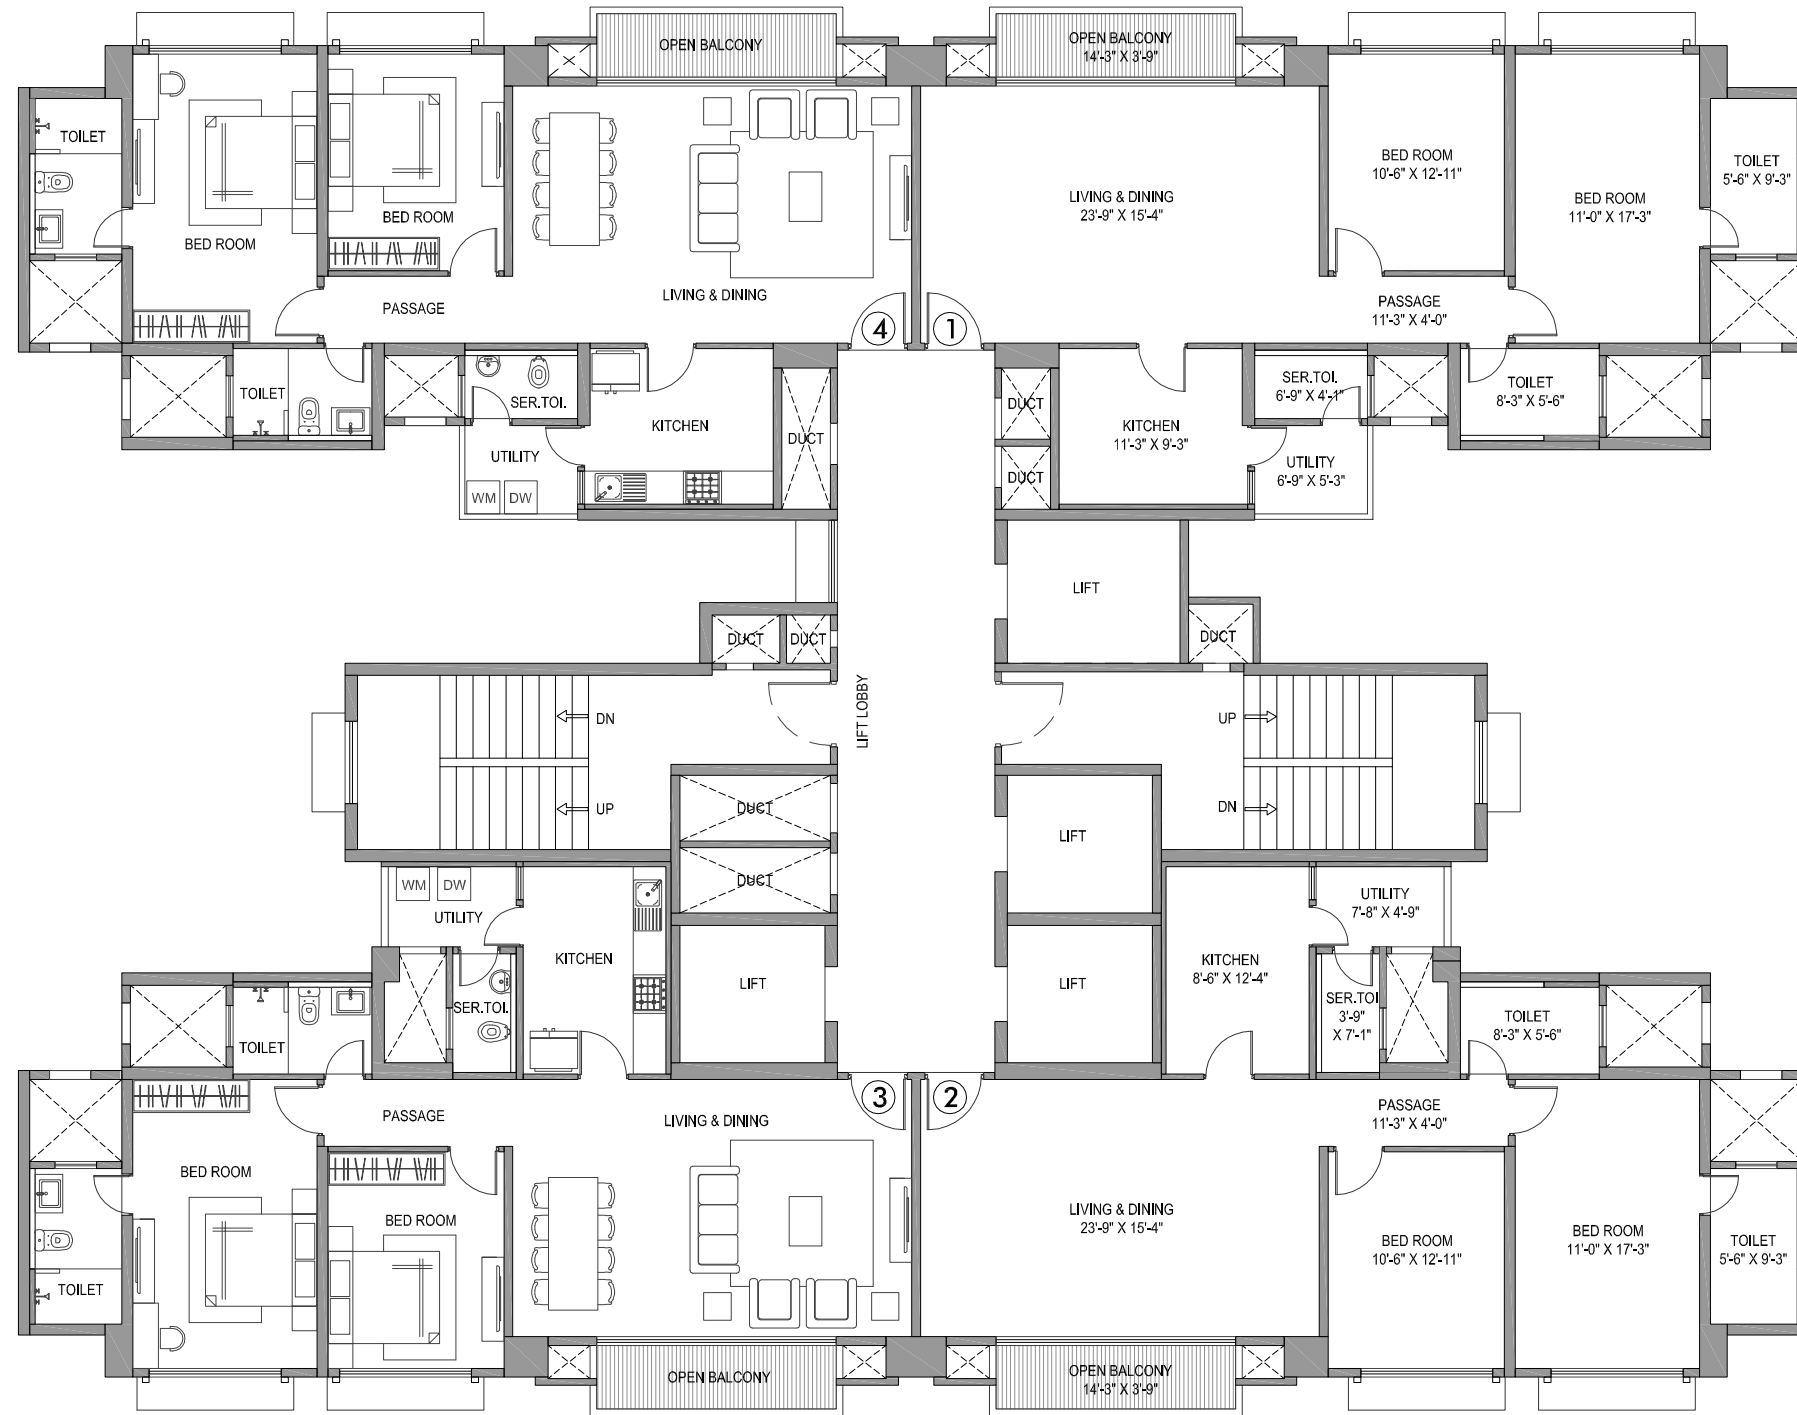 OPEN BALCONY
OPEN BALCONY
14'-3" X 3'-9"
TOILET
BED ROOM
BED ROOM
LIVING & DINING
PASSAGE
LIVING & DINING
23'-9" X 15'-4"
BED ROOM
10'-6" X 12'-11"
BED ROOM
11'-0" X 17'-3"
TOILET
5'-6" X 9'-3"
PASSAGE
11'-3" X 4'-0"
4
1
TOILET
SER.TOI.
KITCHEN
UTILITY
WM
DW
DUCT
DUCT
DUCT
KITCHEN
11'-3" X 9'-3"
SER.TOI.
6'-9" X 4'-1"
UTILITY
6'-9" X 5'-3"
TOILET
8'-3" X 5'-6"
LIFT
DUCT
DUCT
DUCT
LIFT LOBBY
DN
UP
UP
DN
DUCT
DUCT
LIFT
WM
DW
UTILITY
KITCHEN
SER.TOI.
TOILET
LIFT
LIFT
KITCHEN
8'-6" X 12'-4"
UTILITY
7'-8" X 4'-9"
SER.TOI
3'-9"
X 7'-1"
TOILET
8'-3" X 5'-6"
3
2
PASSAGE
LIVING & DINING
BED ROOM
BED ROOM
TOILET
PASSAGE
11'-3" X 4'-0"
LIVING & DINING
23'-9" X 15'-4"
BED ROOM
10'-6" X 12'-11"
BED ROOM
11'-0" X 17'-3"
TOILET
5'-6" X 9'-3"
OPEN BALCONY
OPEN BALCONY
14'-3" X 3'-9"